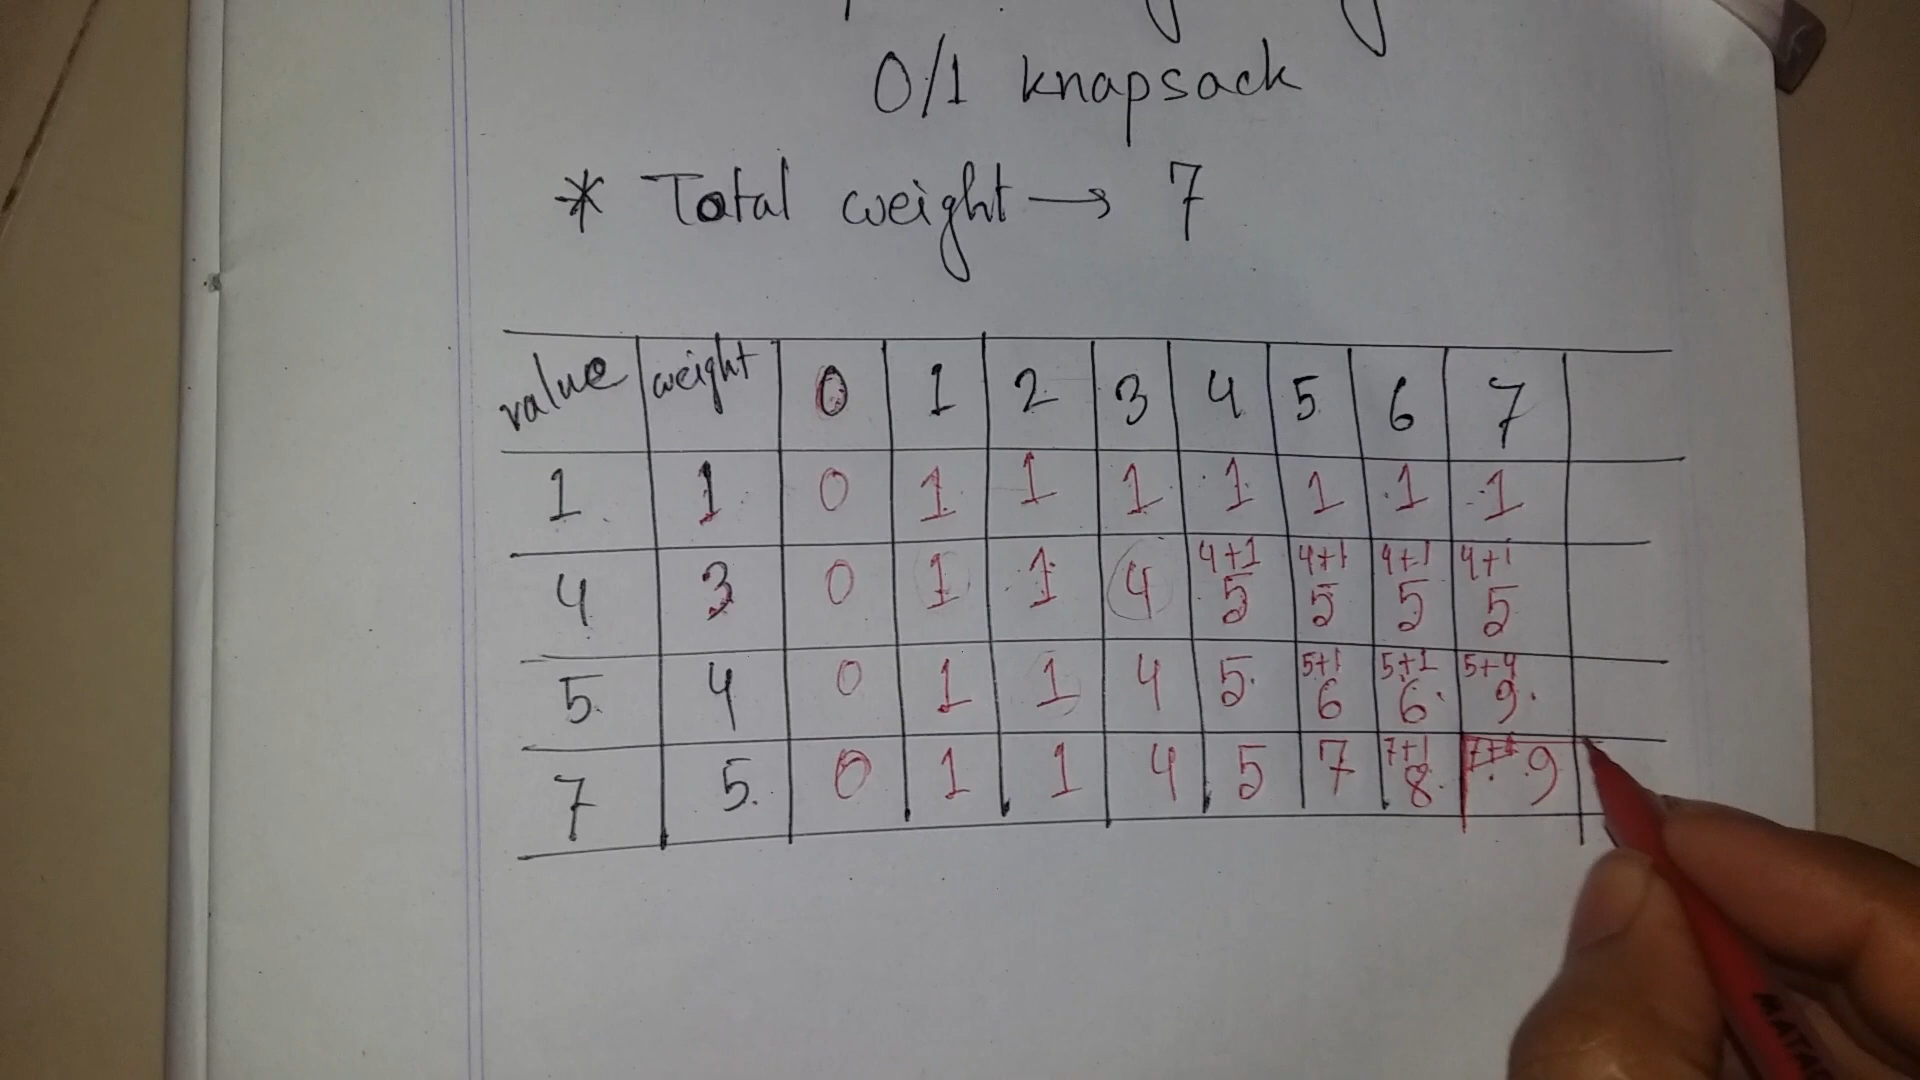 0/1 knapsack
* Total weight → 7
value weight 0 1 2 3 4 5 6 7
1 1 0 1 1 1 1 1 1 1
4+1 4+1 4+1 4+1
4 3 0 1 1 4 5 5 5 5
5+1 5+1 5+4
5 4 0 1 1 4 5 6 6 9
7+1
7 5 0 1 1 4 5 7 8 9